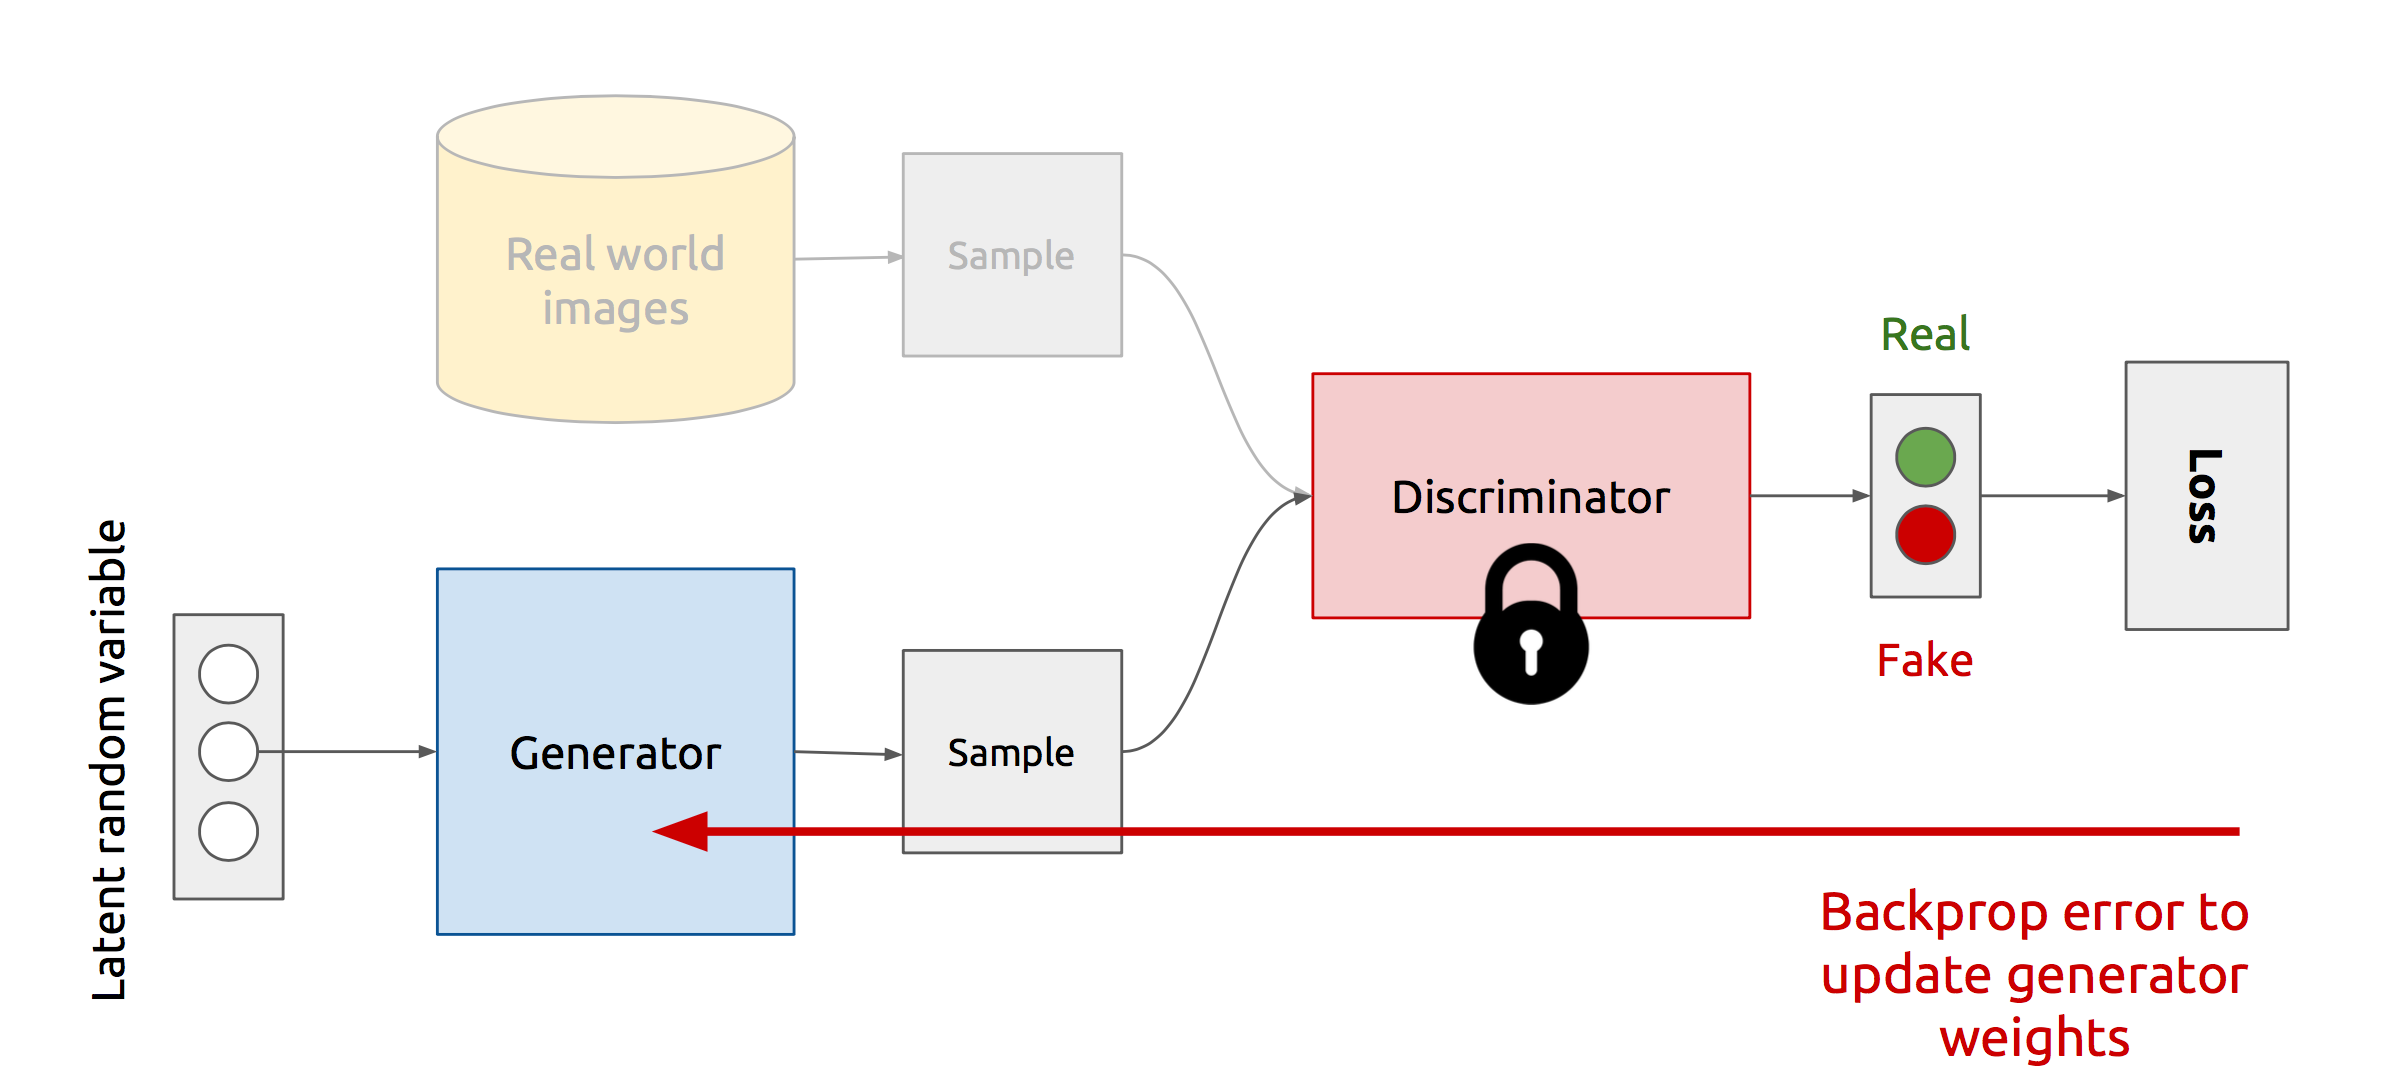 Real world
images
Sample
Real
Discriminator
Loss
Fake
Latent random variable
Generator
Sample
Backprop error to
update generator
weights